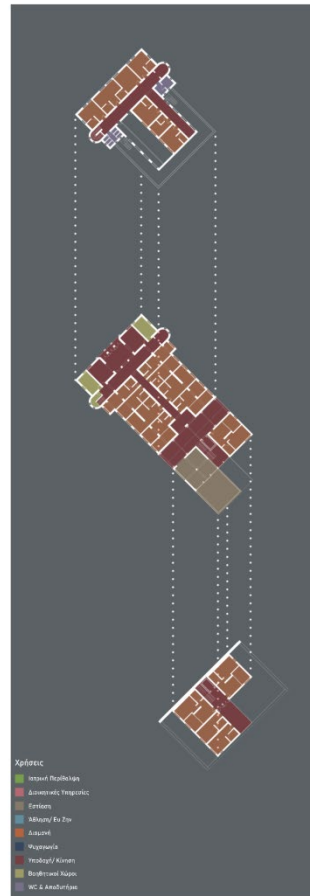 Χρήσεις
Ιατρική Περίθαλψη
Διοικητικές Υπηρεσίες
Εστίαση
Άθληση/ Ευ Ζην
Διαμονή
Ψυχαγωγία
Υποδοχή/ Κίνηση
Βοηθητικοί Χώροι
WC & Αποδυτήρια